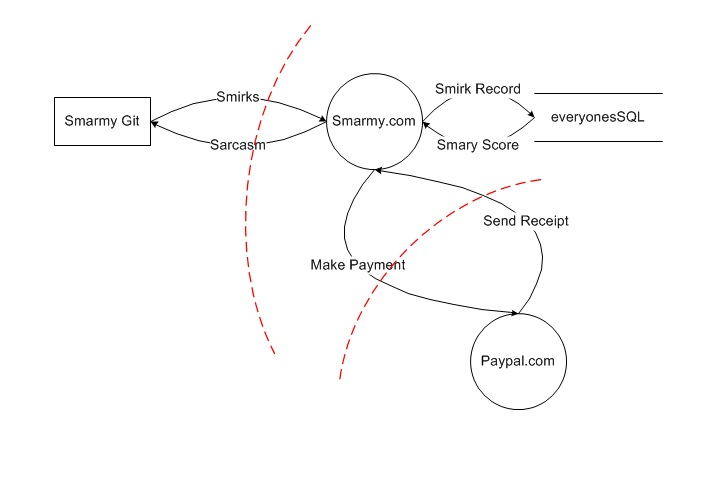 Smirks
Smirk Record
Smarmy Git
Smarmy.com
everyonesSQL
Sarcasm
Smary Score
Send Receipt
Make Payment
Paypal.com